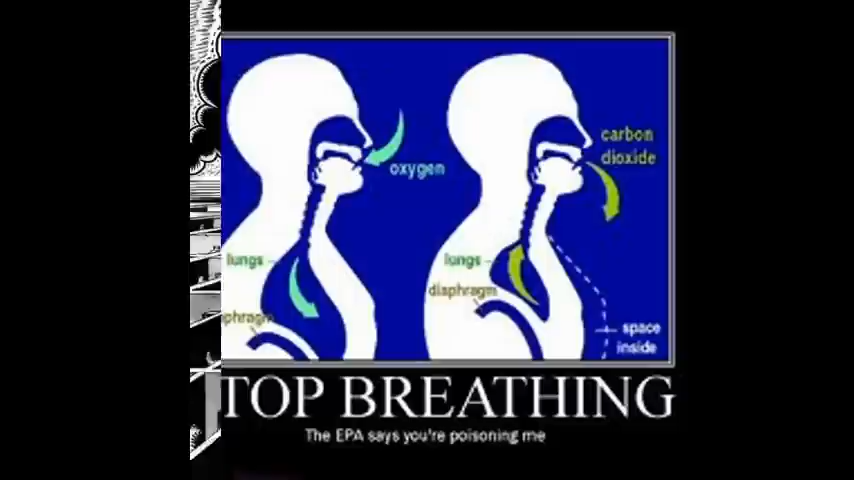 oxygen
carbon
dioxide
lungs
lungs
phragm
diaphragm
space
inside
TOP BREATHING
The EPA says you're poisoning me